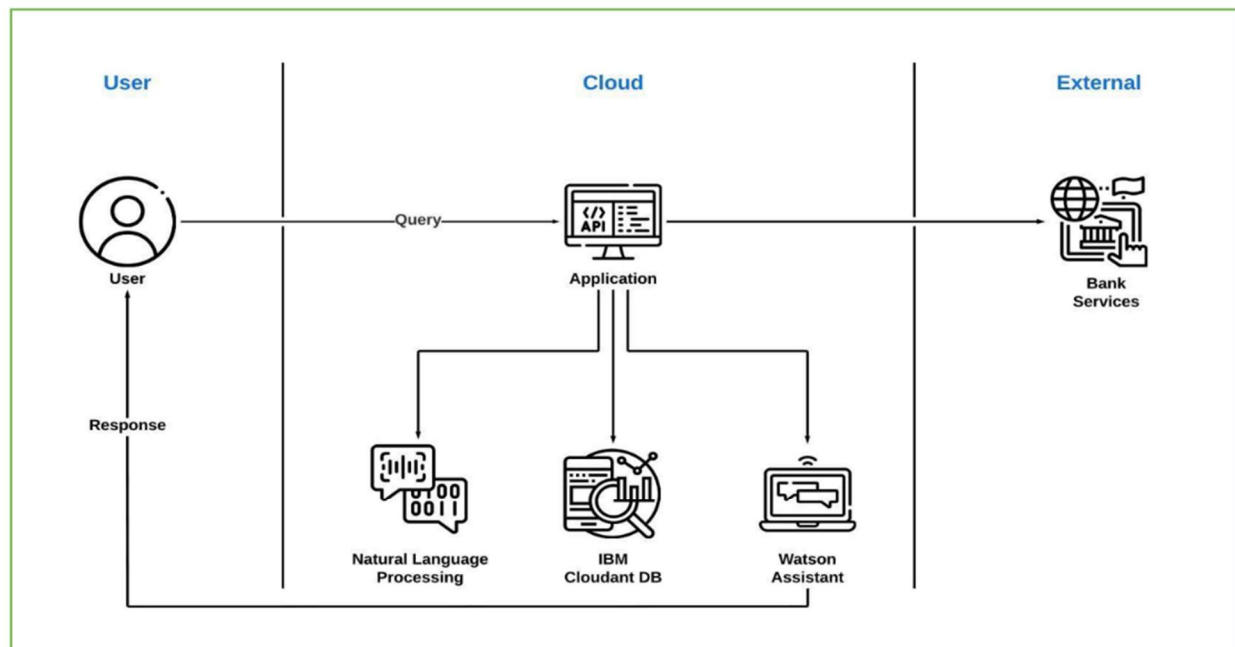 User
Cloud
External
Query
</>
API
User
Application
Bank
Services
Response
0100
0011
Natural Language
Processing
IBM
Cloudant DB
Watson
Assistant